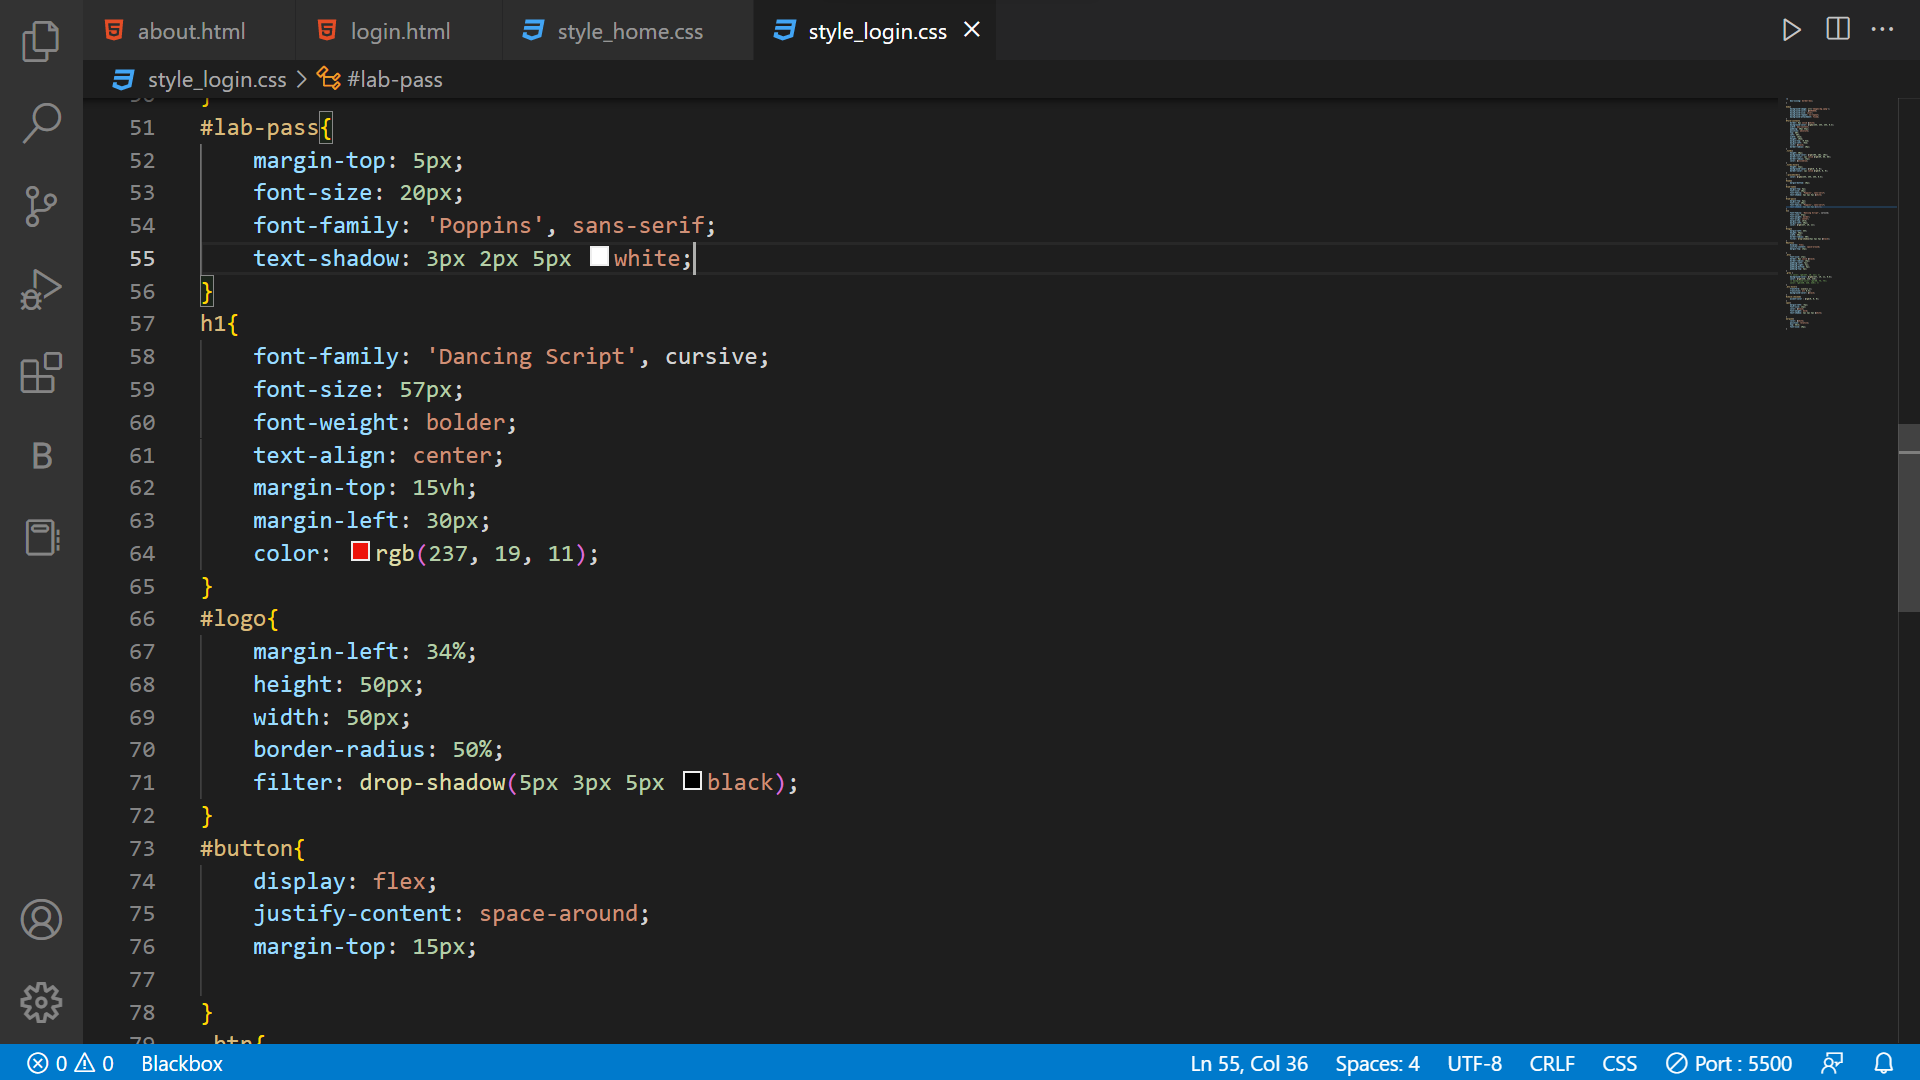 about.html
login.html
style_home.css
style_login.css
style_login.css > #lab-pass
51 #lab-pass{
52 margin-top: 5px;
53 font-size: 20px;
54 font-family: 'Poppins', sans-serif;
55 text-shadow: 3px 2px 5px white;
56 }
57 h1{
58 font-family: 'Dancing Script', cursive;
59 font-size: 57px;
60 font-weight: bolder;
61 text-align: center;
62 margin-top: 15vh;
63 margin-left: 30px;
64 color: rgb(237, 19, 11);
65 }
66 #logo{
67 margin-left: 34%;
68 height: 50px;
69 width: 50px;
70 border-radius: 50%;
71 filter: drop-shadow(5px 3px 5px black);
72 }
73 #button{
74 display: flex;
75 justify-content: space-around;
76 margin-top: 15px;
77
78 }
B
0 0 Blackbox Ln 55, Col 36 Spaces: 4 UTF-8 CRLF CSS Port : 5500